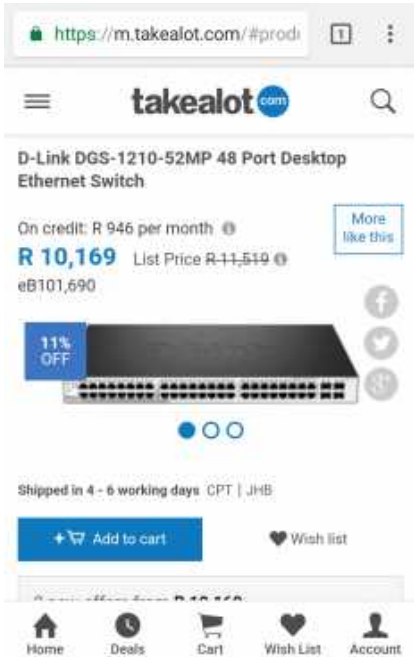 https://m.takealot.com/#prod
1
takealot.com
D-Link DGS-1210-52MP 48 Port Desktop
Ethernet Switch
On credit: R 946 per month
More
like this
R 10,169 List Price R 11,519
eB101,690
11%
OFF
Shipped in 4 - 6 working days CPT | JHB
+ Add to cart
Wish list
Home
Deals
Cart
Wish List
Account